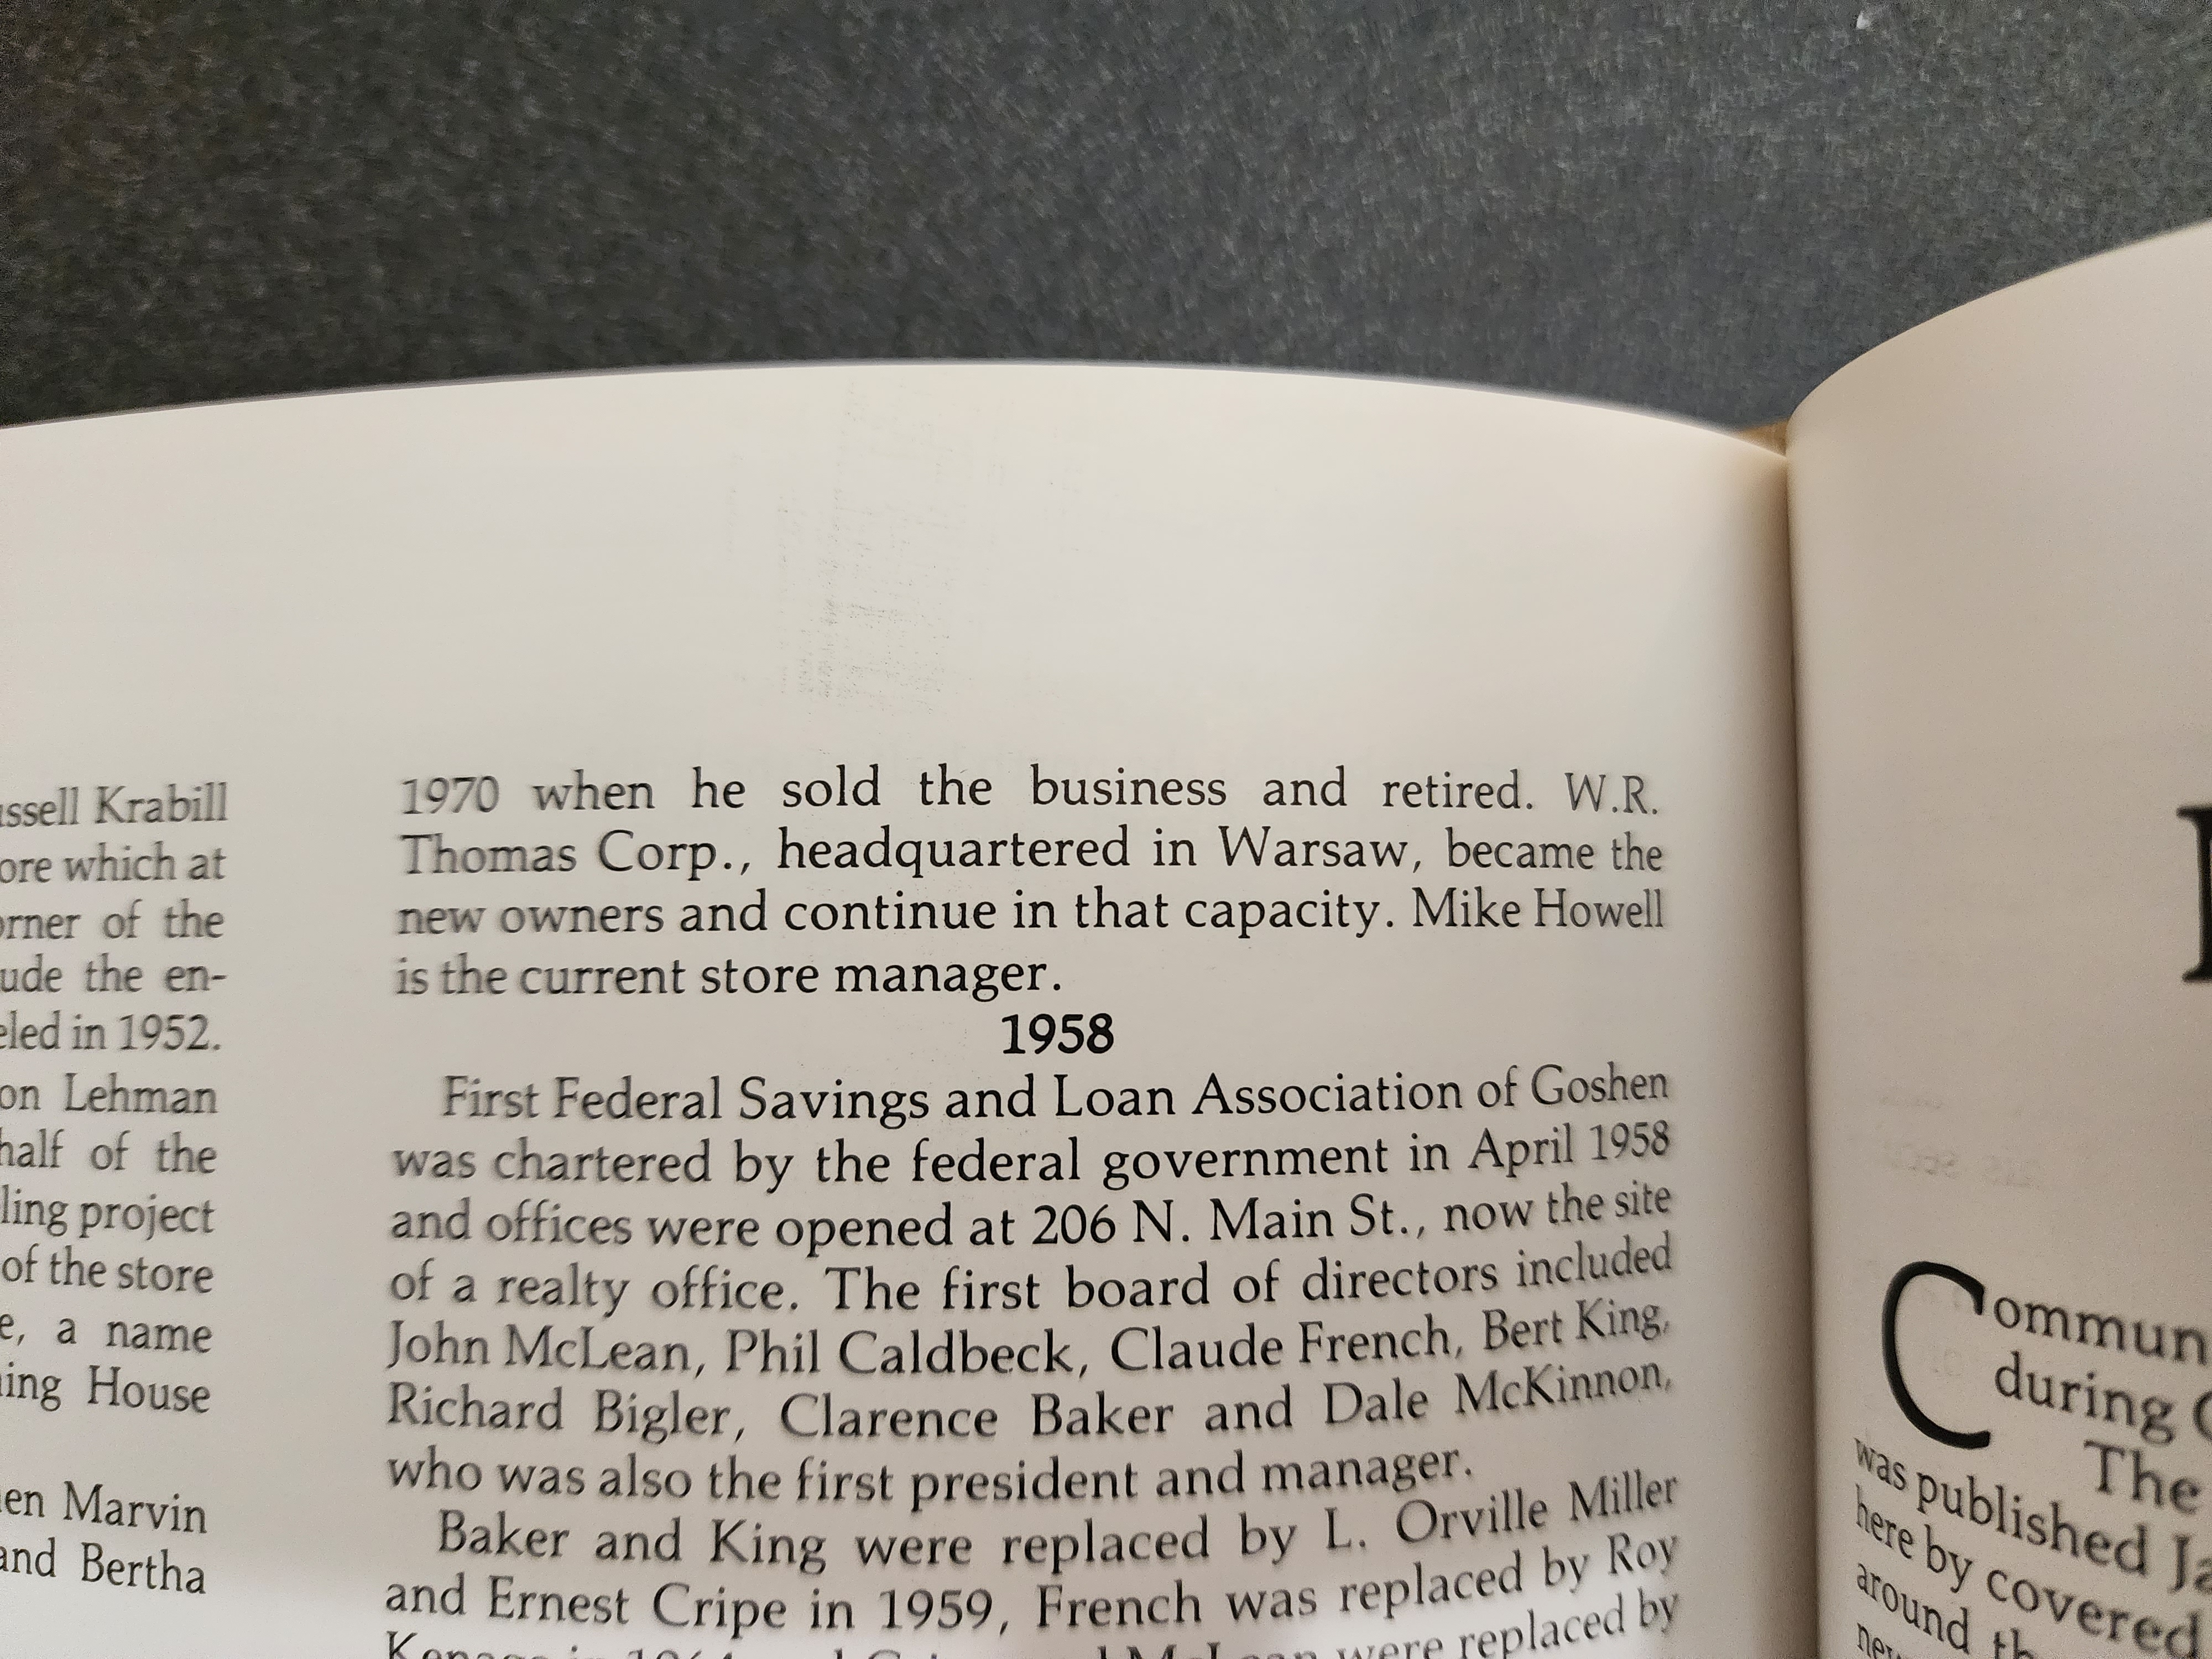 ssell Krabill
ore which at
orner of the
ude the en-
eled in 1952.
on Lehman
half of the
ling project
of the store
e, a name
ing House
en Marvin
and Bertha
1970 when he sold the business and retired. W.R.
Thomas Corp., headquartered in Warsaw, became the
new owners and continue in that capacity. Mike Howell
is the current store manager.
1958
First Federal Savings and Loan Association of Goshen
was chartered by the federal government in April 1958
and offices were opened at 206 N. Main St., now the site
of a realty office. The first board of directors included
John McLean, Phil Caldbeck, Claude French, Bert King,
Richard Bigler, Clarence Baker and Dale McKinnon,
who was also the first president and manager.
Baker and King were replaced by L. Orville Miller
and Ernest Cripe in 1959, French was replaced by Roy
were replaced by
Commun
during
The
was published Ja
here by covered
around th
new